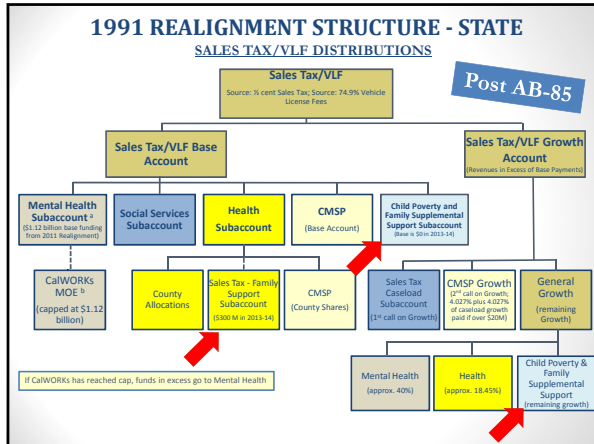 1991 REALIGNMENT STRUCTURE - STATE
SALES TAX/VLF DISTRIBUTIONS
Post AB-85
Sales Tax/VLF
Source: ½ cent Sales Tax; Source: 74.9% Vehicle
License Fees
Sales Tax/VLF Base
Account
Sales Tax/VLF Growth
Account
(Revenues in Excess of Base Payments)
Mental Health
Subaccount a
($1.12 billion base funding
from 2011 Realignment)
Social Services
Subaccount
Health
Subaccount
CMSP
(Base Account)
Child Poverty and
Family Supplemental
Support Subaccount
(Base is $0 in 2013-14)
CalWORKs
MOE b
(capped at $1.12
billion)
County
Allocations
Sales Tax - Family
Support
Subaccount
($300 M in 2013-14)
CMSP
(County Shares)
Sales Tax
Caseload
Subaccount
(1st call on Growth)
CMSP Growth
(2nd call on Growth;
4.027% plus 4.027%
of caseload growth
paid if over $20M)
General
Growth
(remaining
Growth)
If CalWORKs has reached cap, funds in excess go to Mental Health
Mental Health
(approx. 40%)
Health
(approx. 18.45%)
Child Poverty &
Family
Supplemental
Support
(remaining growth)